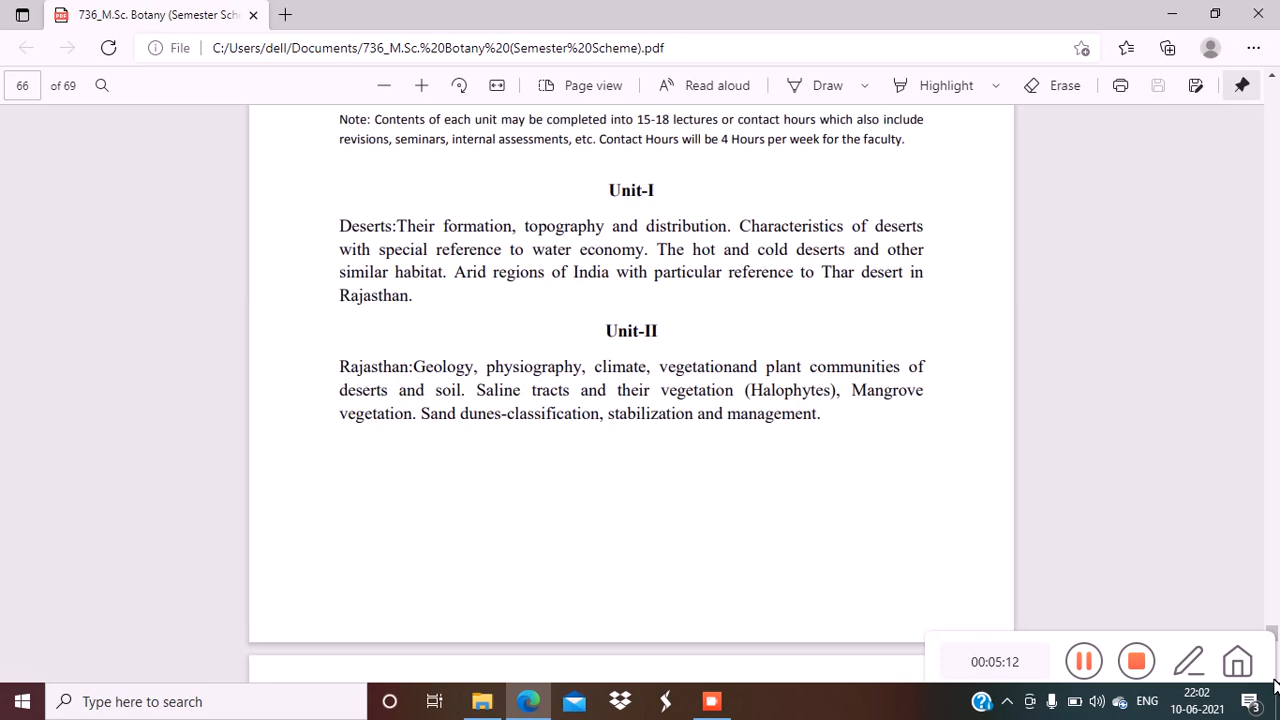 736_M.Sc. Botany (Semester Sche
File C:/Users/dell/Documents/736_M.Sc.%20Botany%20(Semester%20Scheme).pdf
66 of 69 Page view Read aloud Draw Highlight Erase
Note: Contents of each unit may be completed into 15-18 lectures or contact hours which also include
revisions, seminars, internal assessments, etc. Contact Hours will be 4 Hours per week for the faculty.
Unit-I
Deserts:Their formation, topography and distribution. Characteristics of deserts
with special reference to water economy. The hot and cold deserts and other
similar habitat. Arid regions of India with particular reference to Thar desert in
Rajasthan.
Unit-II
Rajasthan:Geology, physiography, climate, vegetationand plant communities of
deserts and soil. Saline tracts and their vegetation (Halophytes), Mangrove
vegetation. Sand dunes-classification, stabilization and management.
00:05:12
Type here to search
ENG
22:02
10-06-2021
3